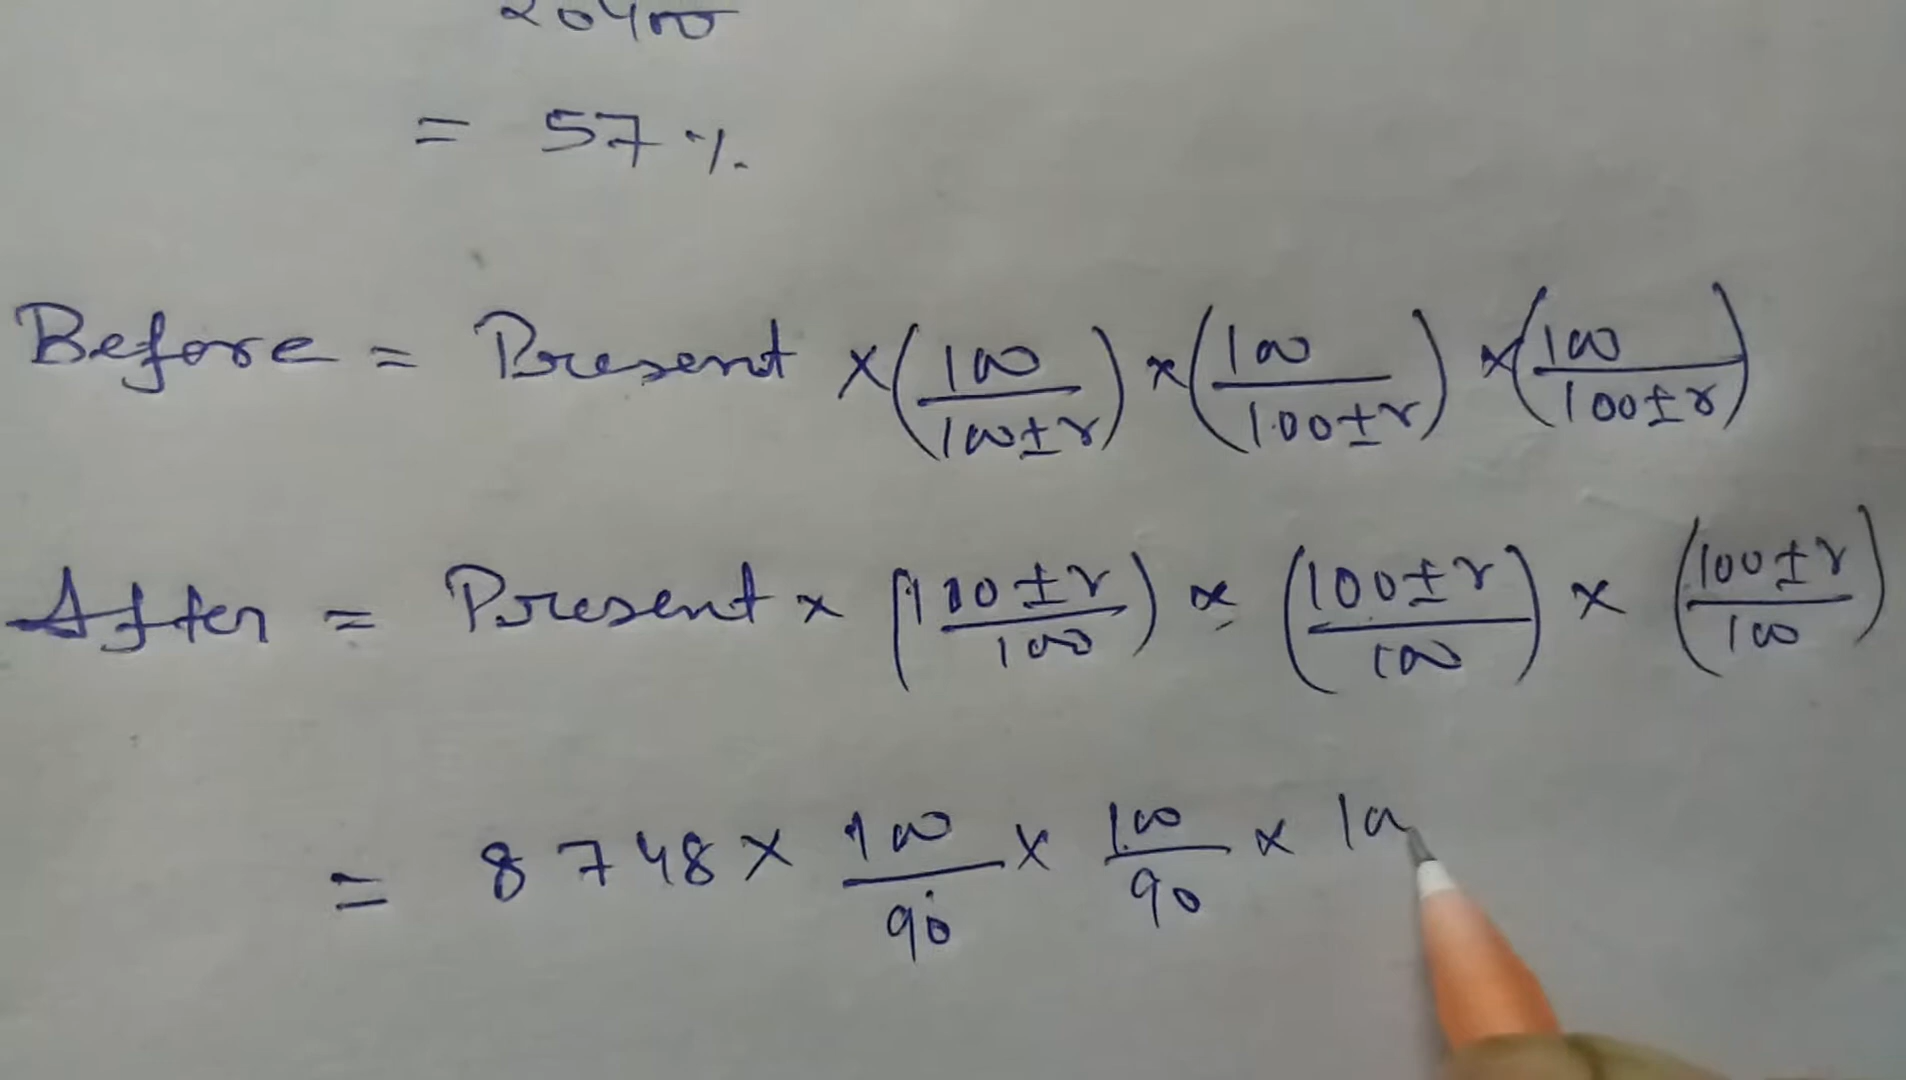 20400
= 57 %.
Before = Present × (100/100±r) × (100/100±r) × (100/100±r)
After = Present × (100±r/100) × (100±r/100) × (100±r/100)
= 8748 × 100/90 × 100/90 × 10